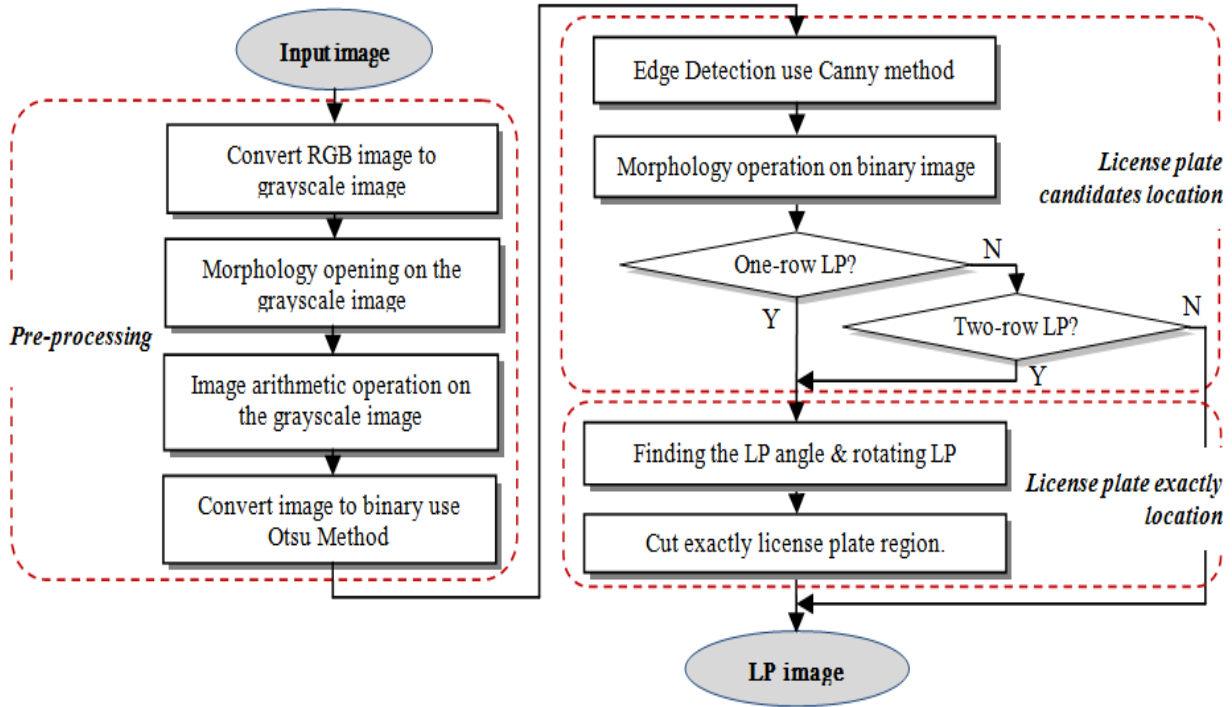 Input image
Convert RGB image to
grayscale image
Morphology opening on the
grayscale image
Pre-processing
Image arithmetic operation on
the grayscale image
Convert image to binary use
Otsu Method
Edge Detection use Canny method
Morphology operation on binary image
License plate
candidates location
One-row LP?
N
Y
Two-row LP?
N
Y
Finding the LP angle & rotating LP
License plate exactly
location
Cut exactly license plate region.
LP image